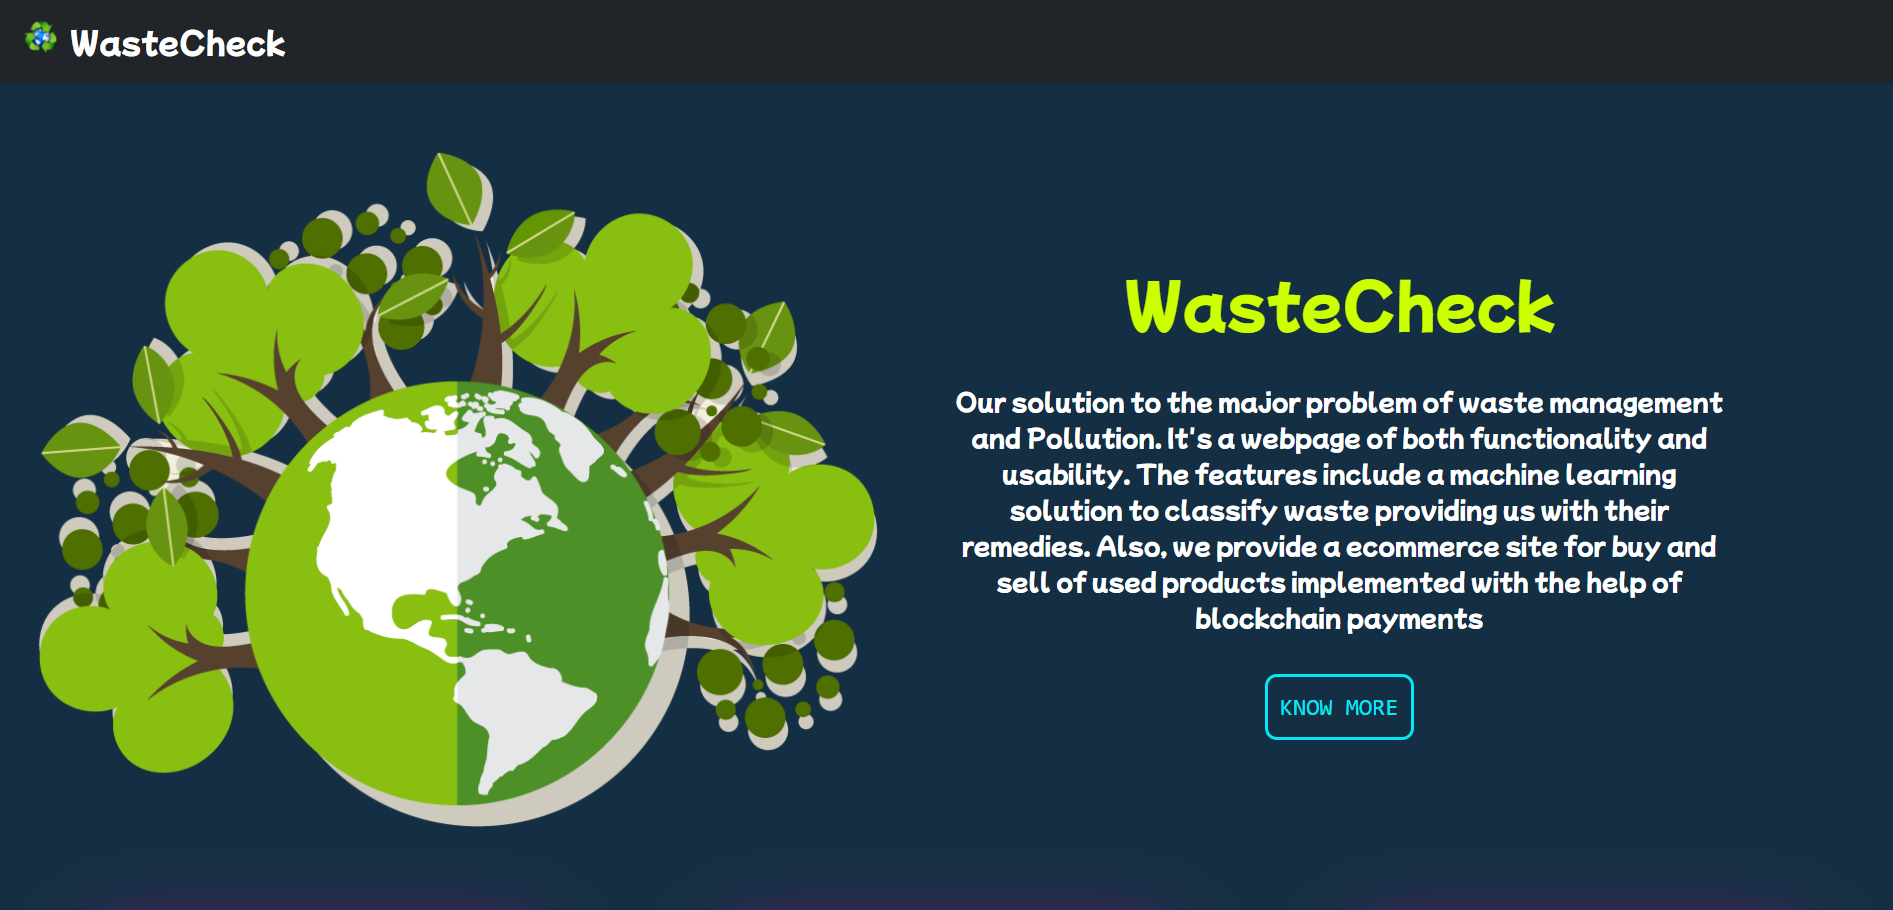 WasteCheck
WasteCheck
Our solution to the major problem of waste management
and Pollution. It's a webpage of both functionality and
usability. The features include a machine learning
solution to classify waste providing us with their
remedies. Also, we provide a ecommerce site for buy and
sell of used products implemented with the help of
blockchain payments
KNOW MORE